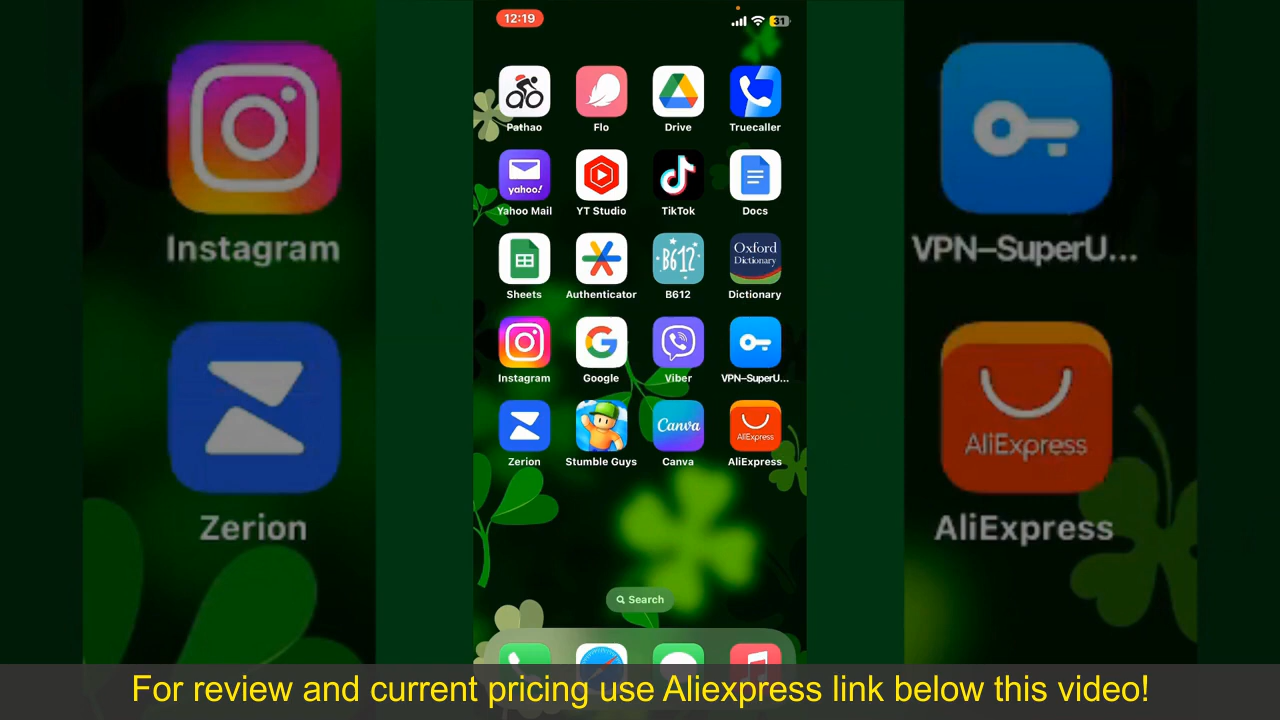 12:19
31
Pathao
Flo
Drive
Truecaller
yahoo!
Yahoo Mail
YT Studio
TikTok
Docs
B612
Oxford
Dictionary
Sheets
Authenticator
B612
Dictionary
Instagram
Google
Viber
VPN–SuperU...
Canva
AliExpress
Zerion
Stumble Guys
Canva
AliExpress
Search
Instagram
Zerion
VPN–SuperU...
AliExpress
AliExpress
For review and current pricing use Aliexpress link below this video!